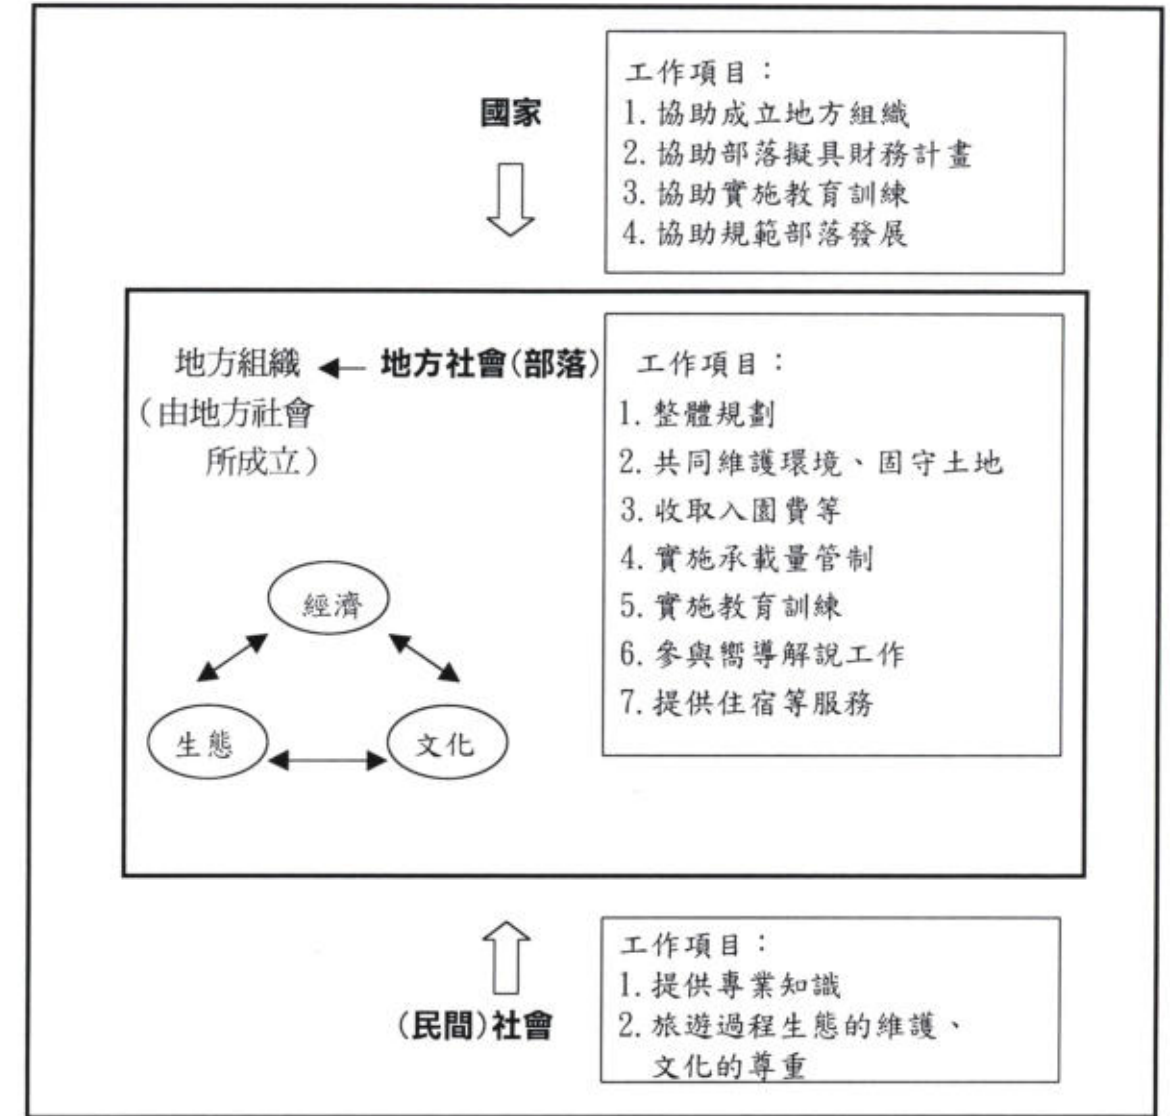 國家
工作項目：
1.協助成立地方組織
2.協助部落擬具財務計畫
3.協助實施教育訓練
4.協助規範部落發展
地方組織
地方社會(部落)
（由地方社會
所成立）
工作項目：
1.整體規劃
2.共同維護環境、固守土地
3.收取入園費等
4.實施承載量管制
5.實施教育訓練
6.參與嚮導解說工作
7.提供住宿等服務
經濟
生態
文化
(民間)社會
工作項目：
1.提供專業知識
2.旅遊過程生態的維護、
文化的尊重